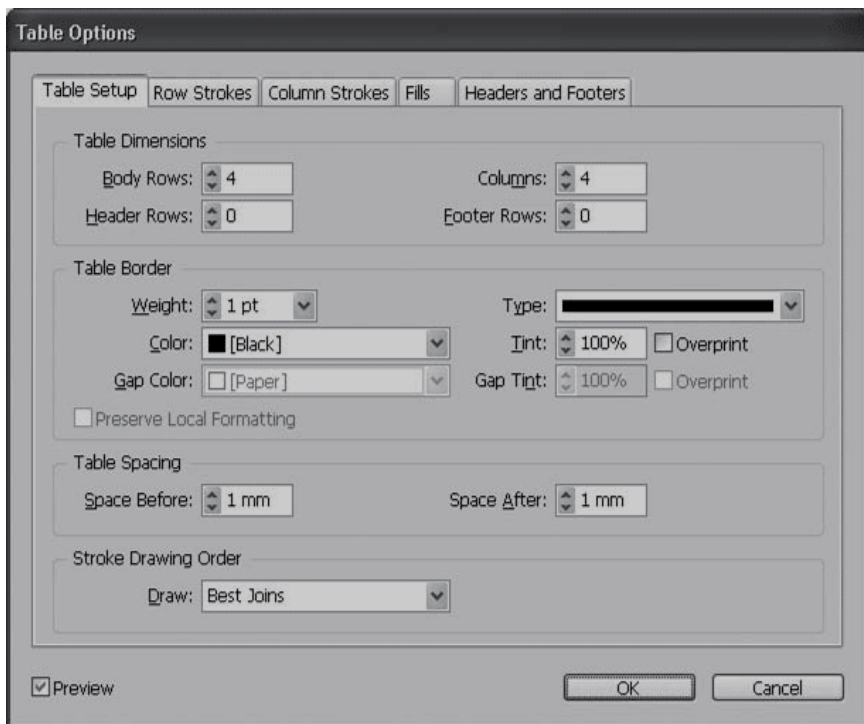 Table Options
Table Setup Row Strokes Column Strokes Fills Headers and Footers
Table Dimensions
Body Rows: 4 Columns: 4
Header Rows: 0 Footer Rows: 0
Table Border
Weight: 1 pt Type:
Color: [Black] Tint: 100% Overprint
Gap Color: [Paper] Gap Tint: 100% Overprint
Preserve Local Formatting
Table Spacing
Space Before: 1 mm Space After: 1 mm
Stroke Drawing Order
Draw: Best Joins
Preview OK Cancel